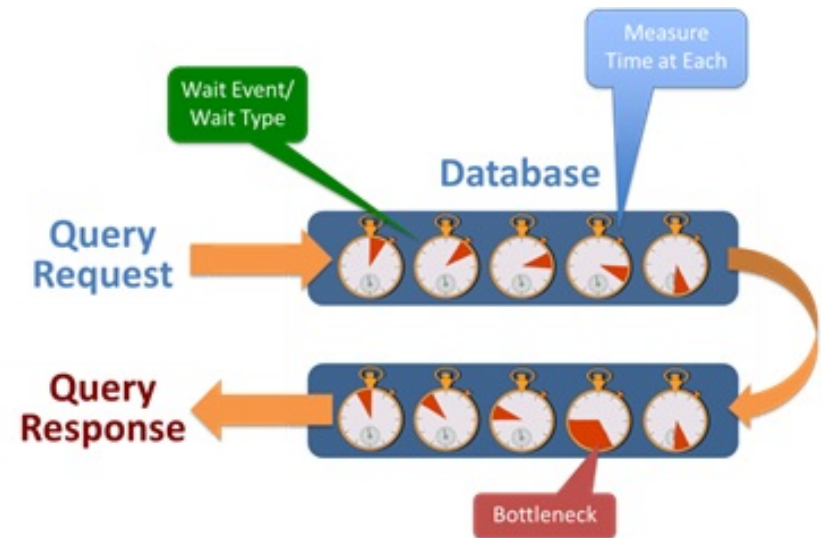 Measure
Time at Each
Wait Event/
Wait Type
Database
Query
Request
Query
Response
Bottleneck